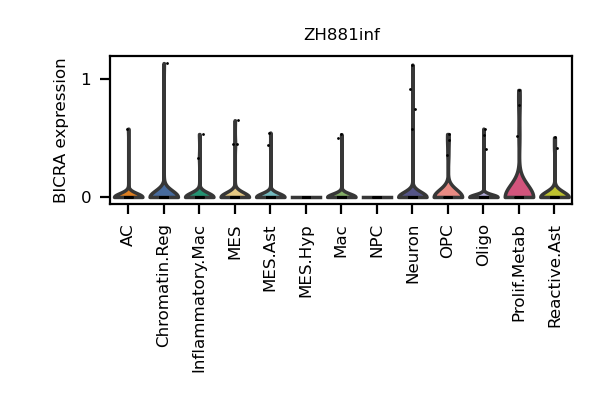 ZH881inf
BICRA expression
1
0
AC
Chromatin.Reg
Inflammatory.Mac
MES
MES.Ast
MES.Hyp
Mac
NPC
Neuron
OPC
Oligo
Prolif.Metab
Reactive.Ast